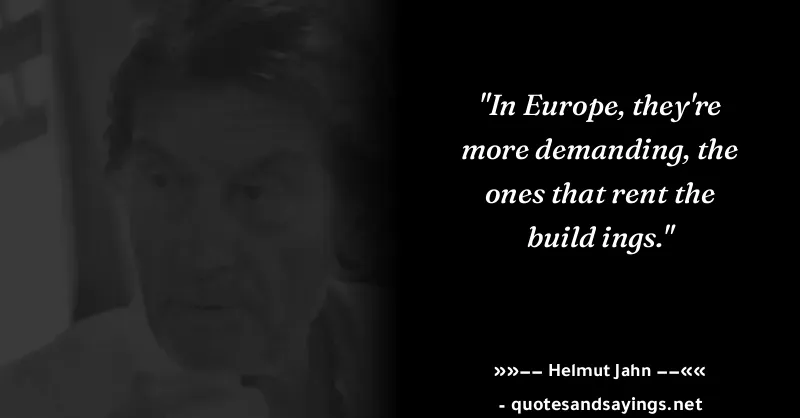 "In Europe, they're
more demanding, the
ones that rent the
build ings."
»»–– Helmut Jahn ––««
- quotesandsayings.net